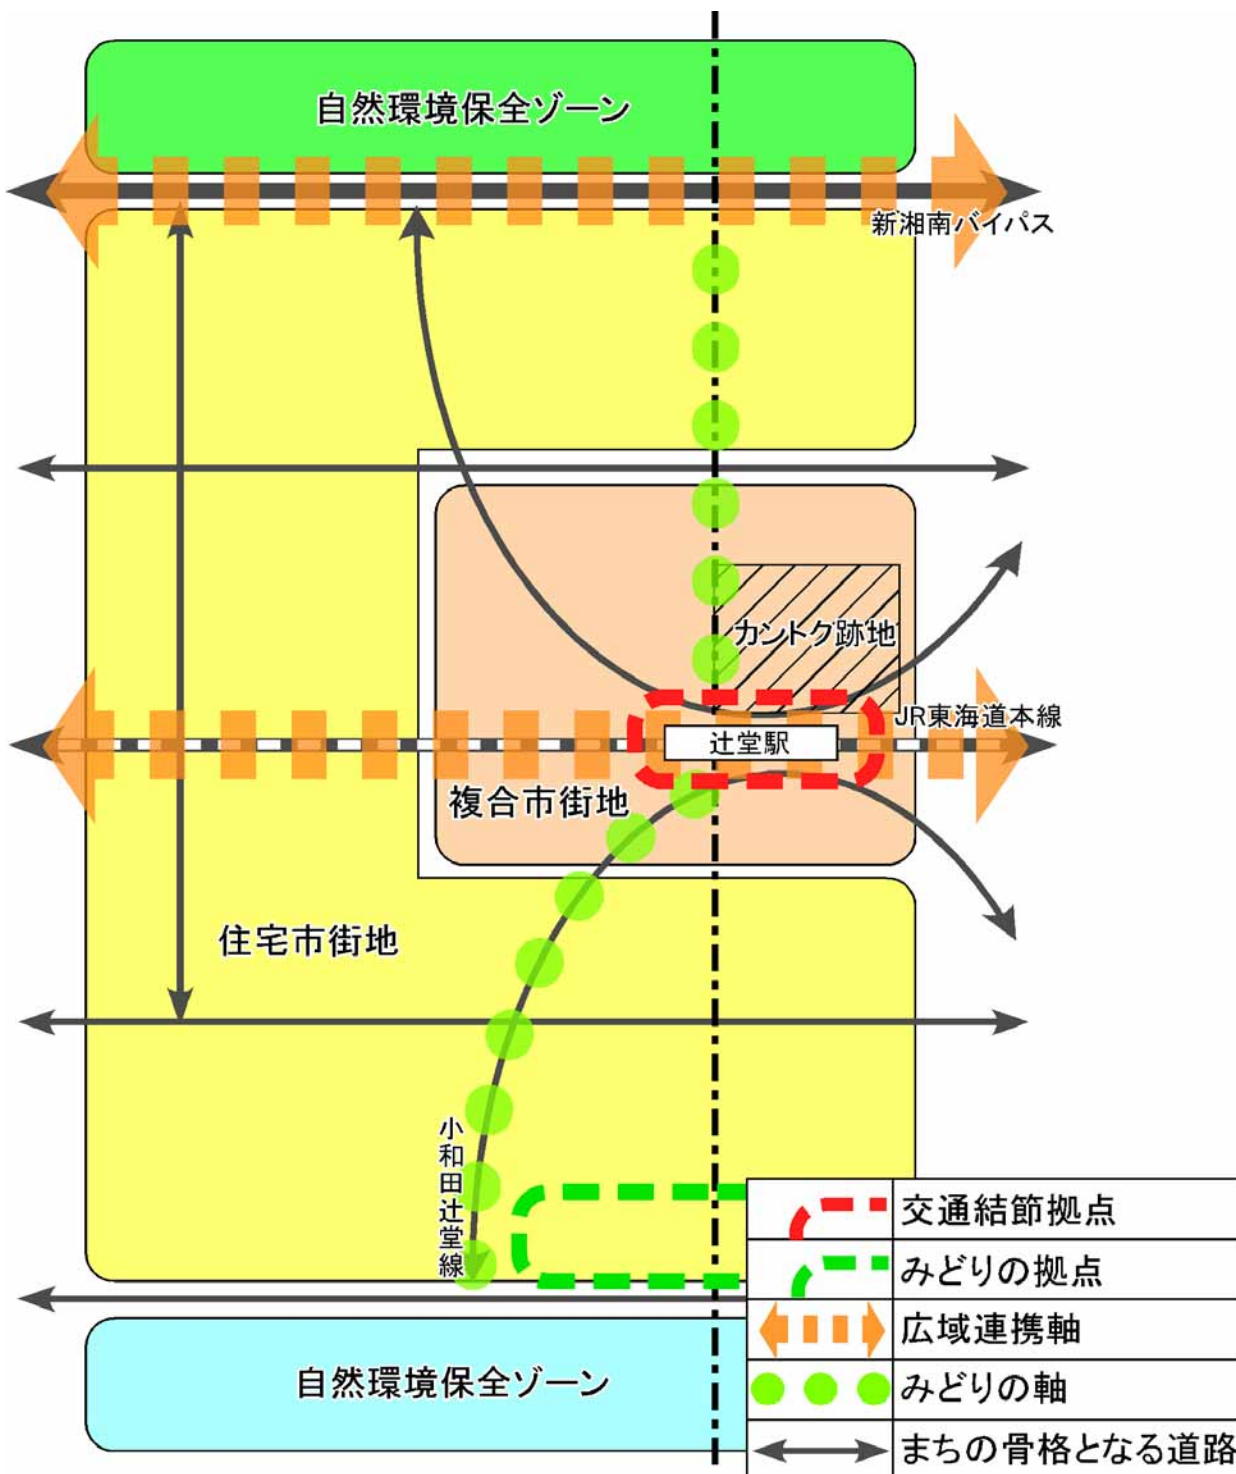 自然環境保全ゾーン
新湘南バイパス
カントク跡地
JR東海道本線
辻堂駅
複合市街地
住宅市街地
小和田辻堂線
交通結節拠点
みどりの拠点
広域連携軸
みどりの軸
まちの骨格となる道路
自然環境保全ゾーン